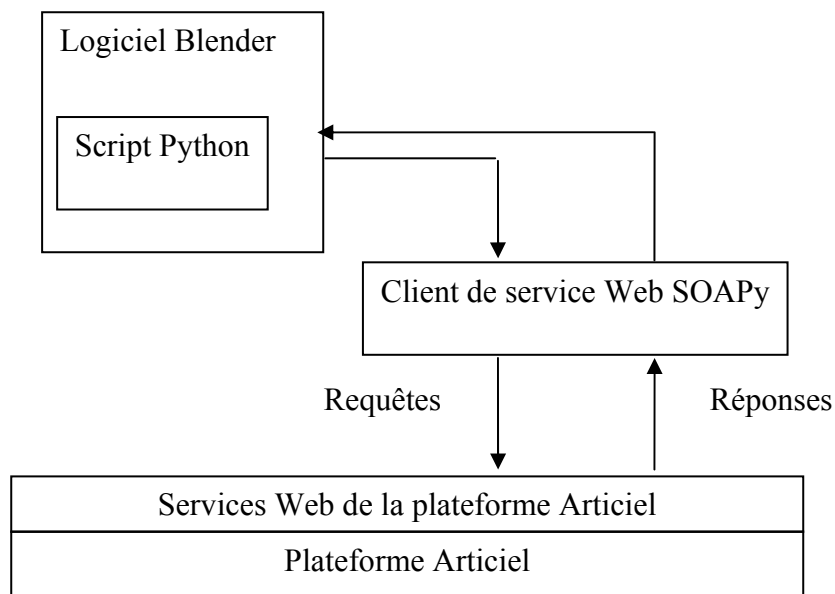 Logiciel Blender
Script Python
Client de service Web SOAPy
Requêtes
Réponses
Services Web de la plateforme Articiel
Plateforme Articiel